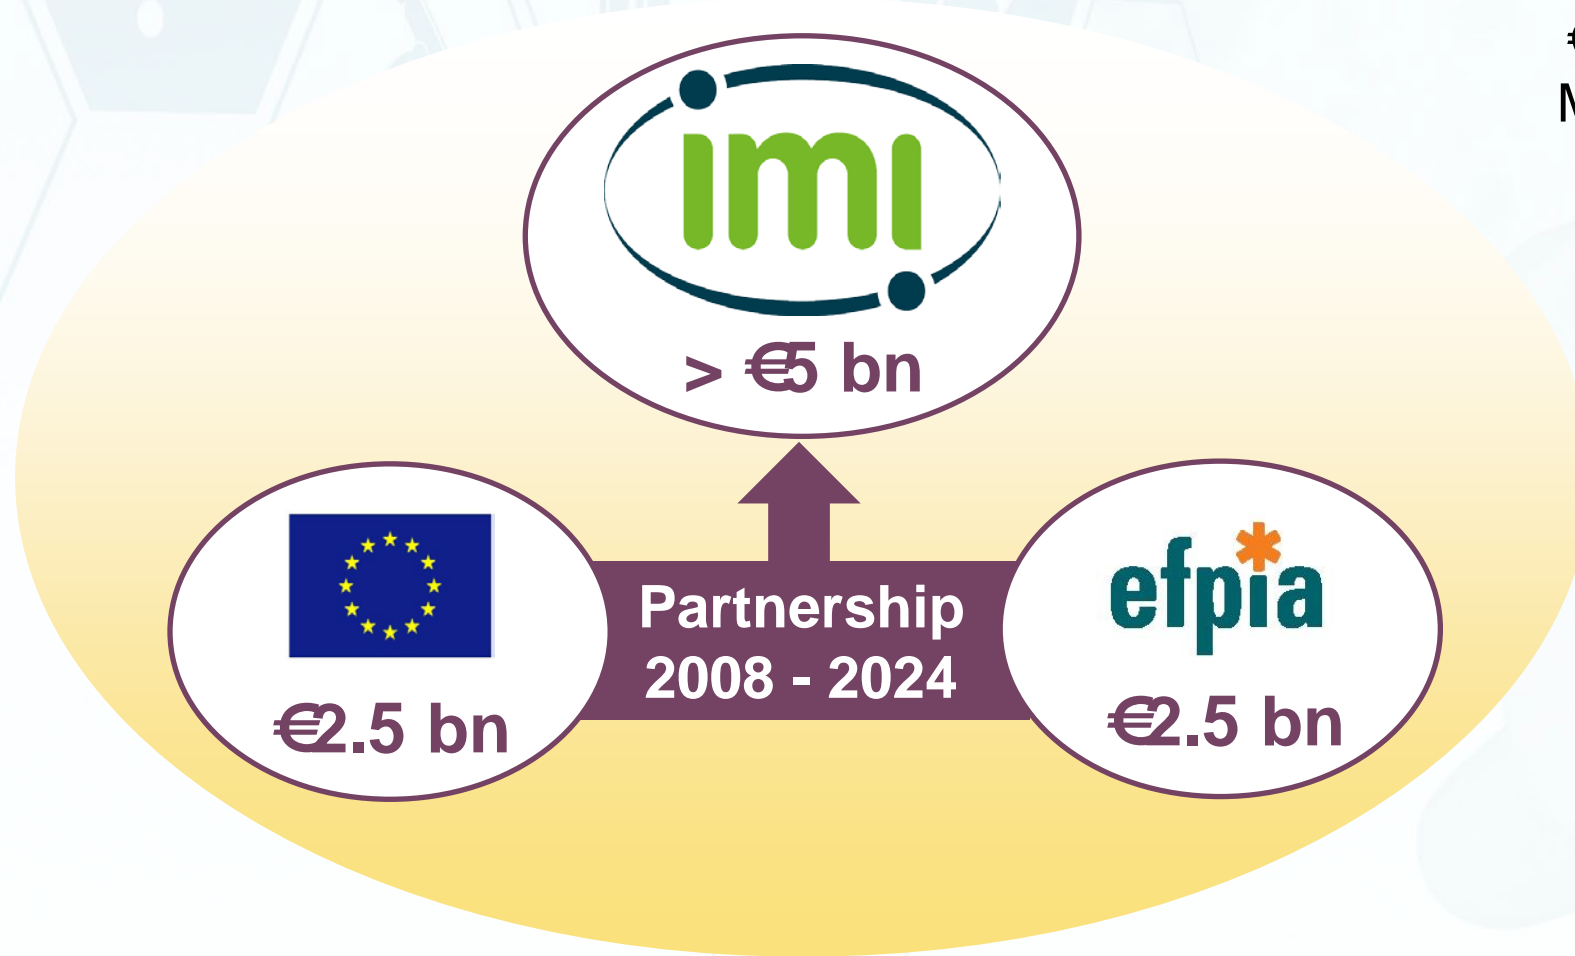 €
M
imi
> €5 bn
Partnership
2008 - 2024
€2.5 bn
efpia
€2.5 bn